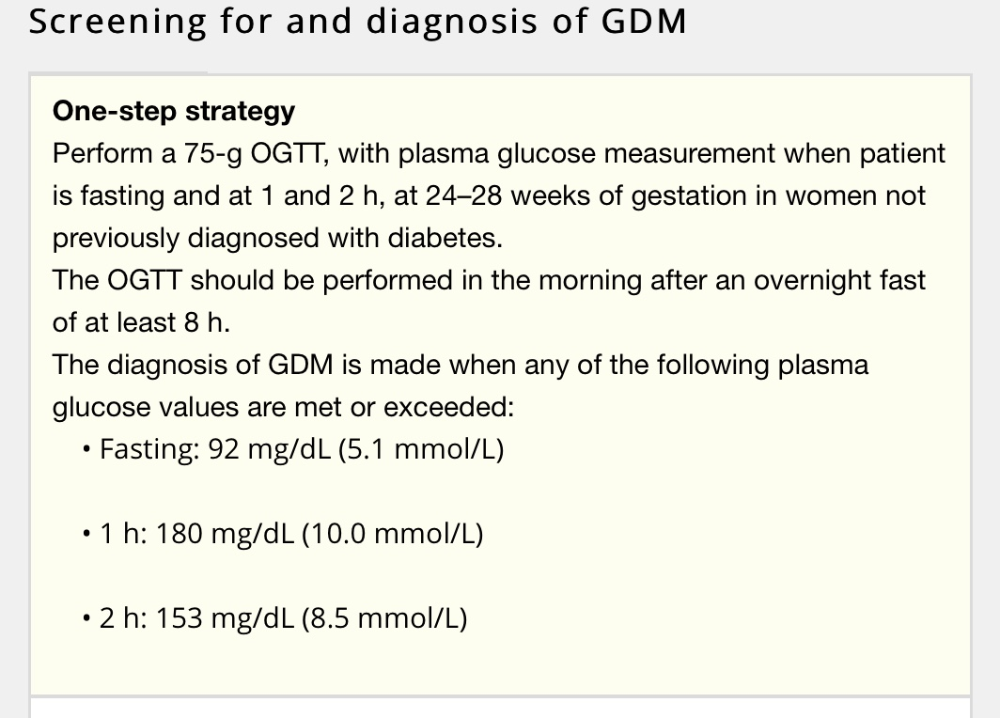 Screening for and diagnosis of GDM
One-step strategy
Perform a 75-g OGTT, with plasma glucose measurement when patient
is fasting and at 1 and 2 h, at 24–28 weeks of gestation in women not
previously diagnosed with diabetes.
The OGTT should be performed in the morning after an overnight fast
of at least 8 h.
The diagnosis of GDM is made when any of the following plasma
glucose values are met or exceeded:
• Fasting: 92 mg/dL (5.1 mmol/L)
• 1 h: 180 mg/dL (10.0 mmol/L)
• 2 h: 153 mg/dL (8.5 mmol/L)